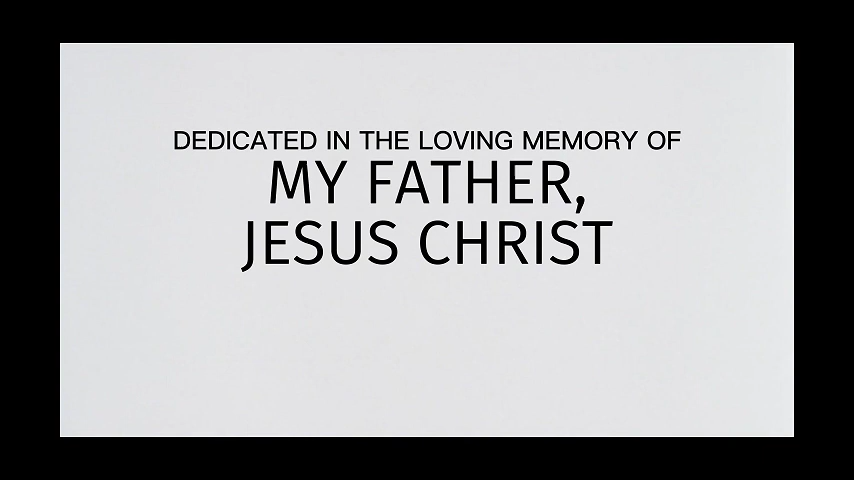 DEDICATED IN THE LOVING MEMORY OF
MY FATHER,
JESUS CHRIST